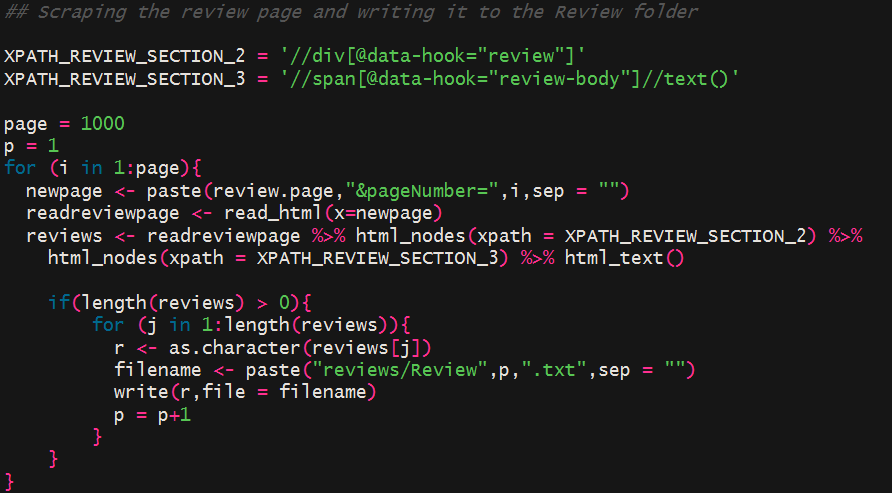 ## Scraping the review page and writing it to the Review folder
XPATH_REVIEW_SECTION_2 = '//div[@data-hook="review"]'
XPATH_REVIEW_SECTION_3 = '//span[@data-hook="review-body"]//text()'
page = 1000
p = 1
for (i in 1:page){
  newpage <- paste(review.page,"&pageNumber=",i,sep = "")
  readreviewpage <- read_html(x=newpage)
  reviews <- readreviewpage %>% html_nodes(xpath = XPATH_REVIEW_SECTION_2) %>%
    html_nodes(xpath = XPATH_REVIEW_SECTION_3) %>% html_text()
    if(length(reviews) > 0){
        for (j in 1:length(reviews)){
          r <- as.character(reviews[j])
          filename <- paste("reviews/Review",p,".txt",sep = "")
          write(r,file = filename)
          p = p+1
        }
    }
}